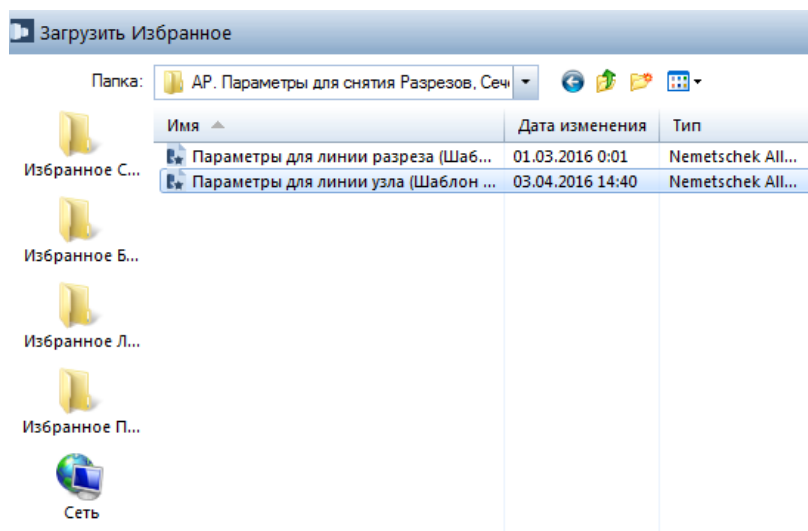 Загрузить Избранное
Папка: АР. Параметры для снятия Разрезов, Сеч
Имя Дата изменения Тип
Параметры для линии разреза (Шаб... 01.03.2016 0:01 Nemetschek All...
Параметры для линии узла (Шаблон ... 03.04.2016 14:40 Nemetschek All...
Избранное С...
Избранное Б...
Избранное Л...
Избранное П...
Сеть